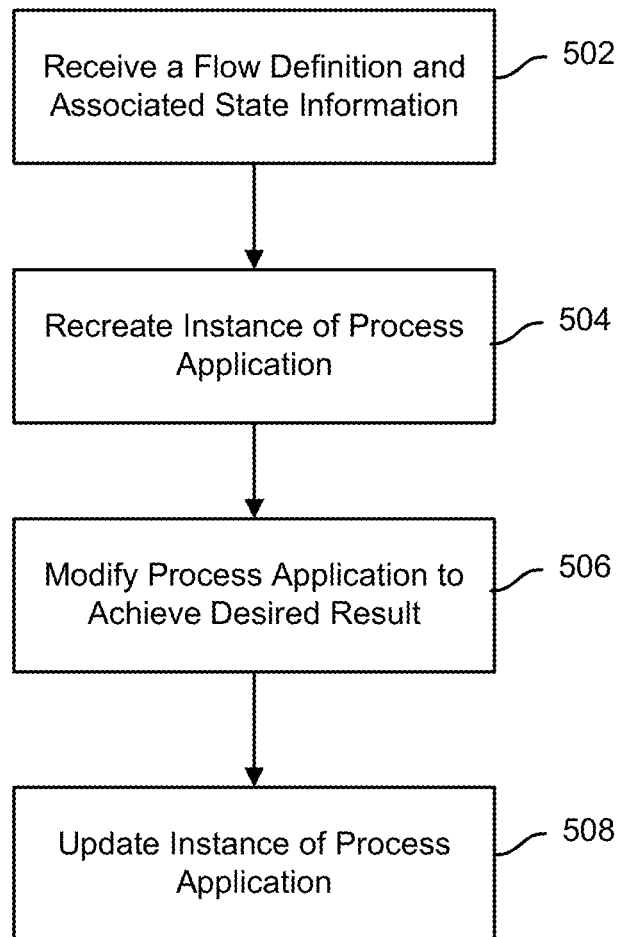 Receive a Flow Definition and
Associated State Information
502
Recreate Instance of Process
Application
504
Modify Process Application to
Achieve Desired Result
506
Update Instance of Process
Application
508